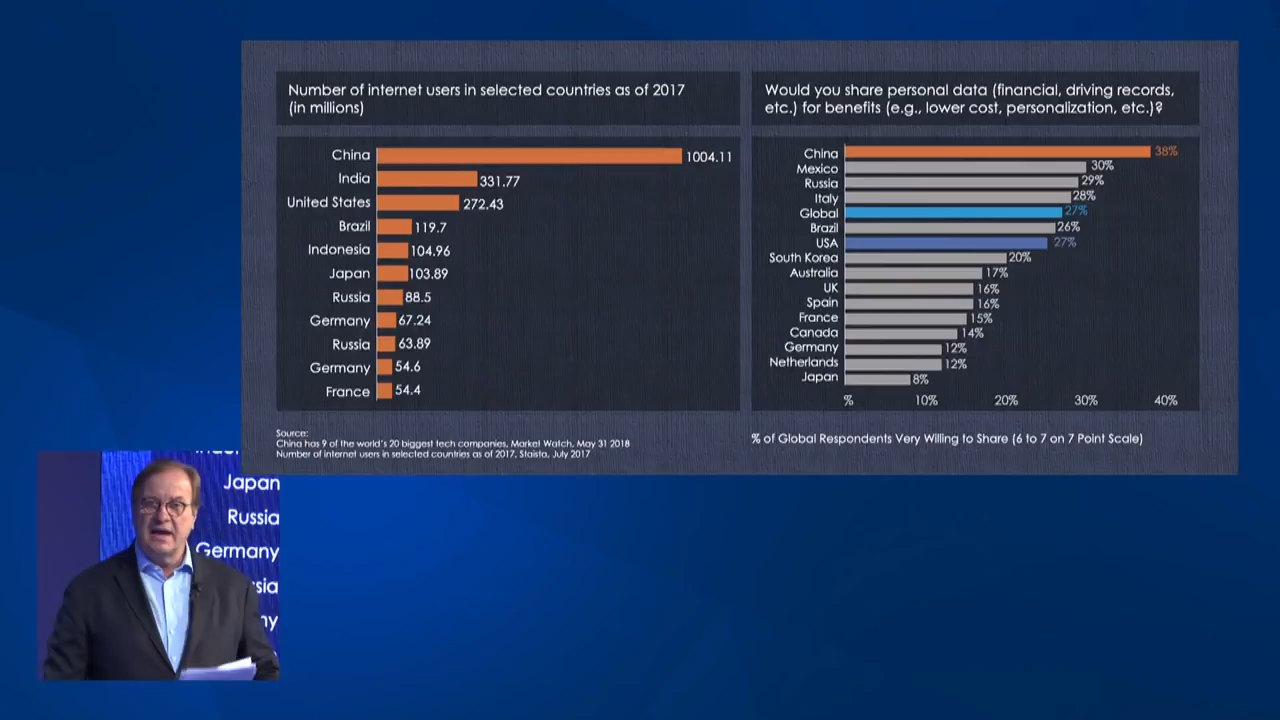 Number of internet users in selected countries as of 2017
(in millions)
China 1004.11
India 331.77
United States 272.43
Brazil 119.7
Indonesia 104.96
Japan 103.89
Russia 88.5
Germany 67.24
Russia 63.89
Germany 54.6
France 54.4
Source:
China has 9 of the world's 20 biggest tech companies, Market Watch, May 31 2018
Number of internet users in selected countries as of 2017, Staista, July 2017
Would you share personal data (financial, driving records,
etc.) for benefits (e.g., lower cost, personalization, etc.)?
China 38%
Mexico 30%
Russia 29%
Italy 28%
Global 27%
Brazil 26%
USA 27%
South Korea 20%
Australia 17%
UK 16%
Spain 16%
France 15%
Canada 14%
Germany 12%
Netherlands 12%
Japan 8%
% 10% 20% 30% 40%
% of Global Respondents Very Willing to Share (6 to 7 on 7 Point Scale)
Japan
Russia
Germany
sia
ny